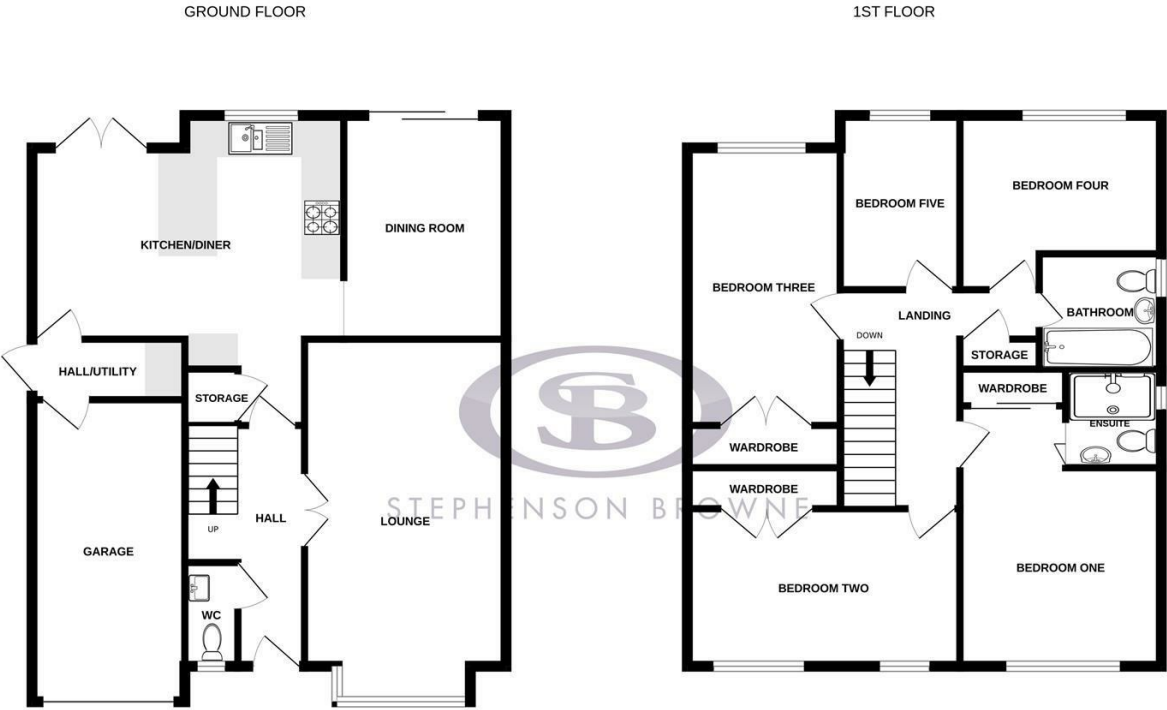 GROUND FLOOR
KITCHEN/DINER
DINING ROOM
HALL/UTILITY
STORAGE
UP
HALL
LOUNGE
GARAGE
WC
1ST FLOOR
BEDROOM FIVE
BEDROOM FOUR
BEDROOM THREE
LANDING
BATHROOM
DOWN
STORAGE
WARDROBE
ENSUITE
WARDROBE
WARDROBE
BEDROOM TWO
BEDROOM ONE
SB
STEPHENSON BROWNE